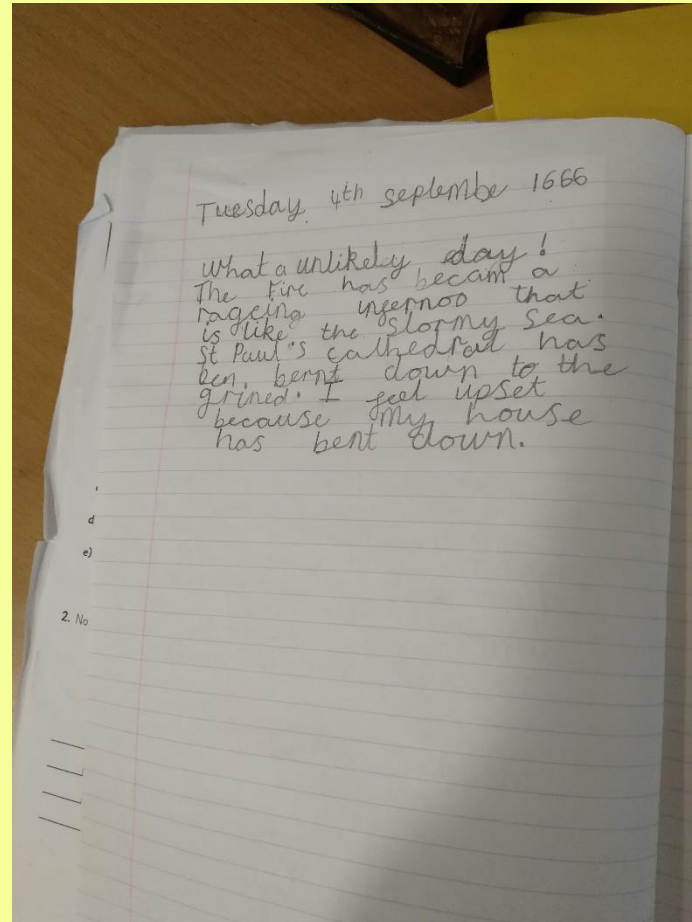 Tuesday 4th septembe 1666
what a unlikely day!
The Fire has becam a
rageing infernoo that
is like the stormy sea.
St Paul's cathedral has
ben bernt down to the
grined. I feel upset
because my house
has bent down.
d
e)
2. No